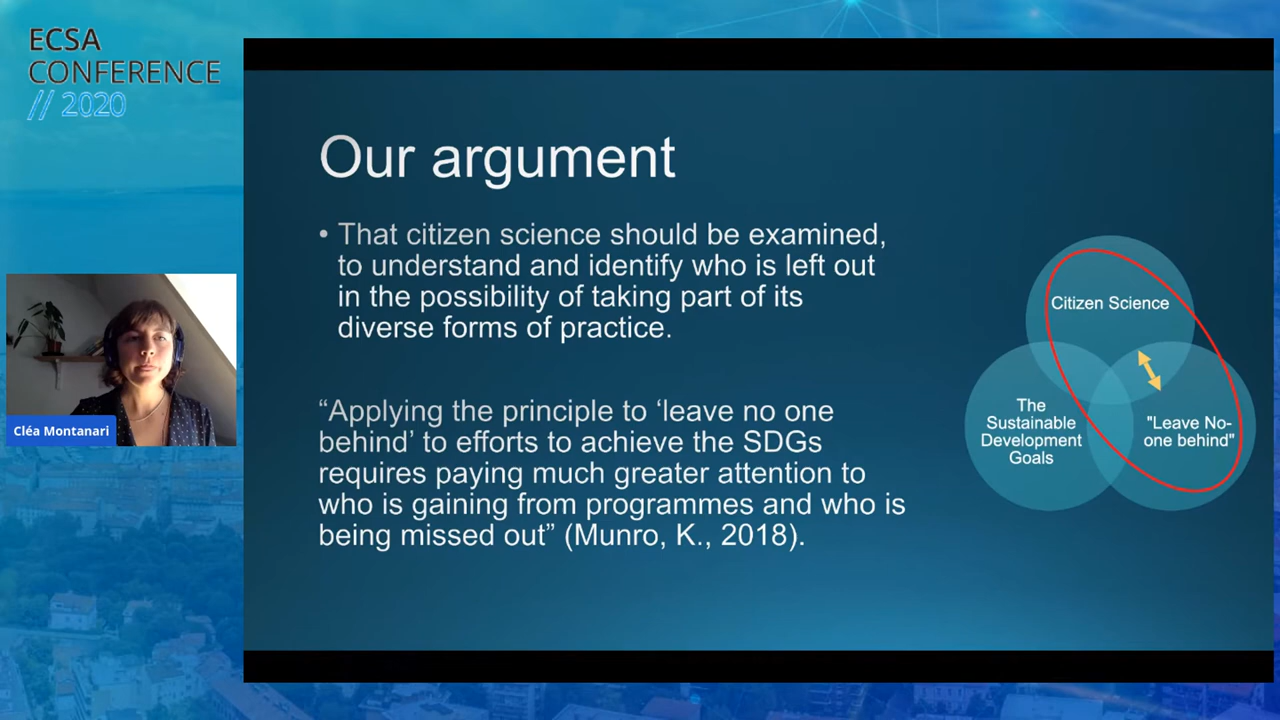 ECSA
CONFERENCE
// 2020
Our argument
• That citizen science should be examined,
to understand and identify who is left out
in the possibility of taking part of its
diverse forms of practice.
“Applying the principle to ‘leave no one
behind’ to efforts to achieve the SDGs
requires paying much greater attention to
who is gaining from programmes and who is
being missed out” (Munro, K., 2018).
Citizen Science
The
Sustainable
Development
Goals
"Leave No-
one behind"
Cléa Montanari